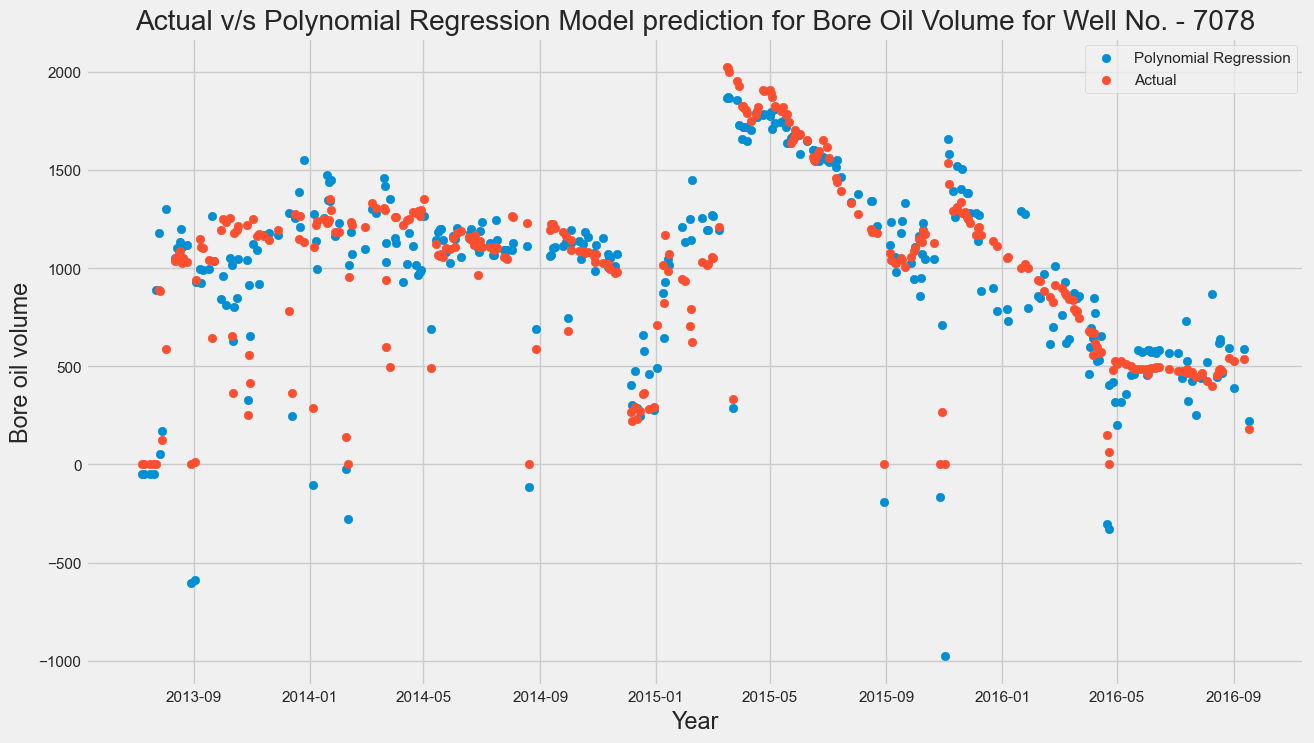 Actual v/s Polynomial Regression Model prediction for Bore Oil Volume for Well No. - 7078
Polynomial Regression
Actual
Bore oil volume
2000
1500
1000
500
0
−500
−1000
2013-09 2014-01 2014-05 2014-09 2015-01 2015-05 2015-09 2016-01 2016-05 2016-09
Year